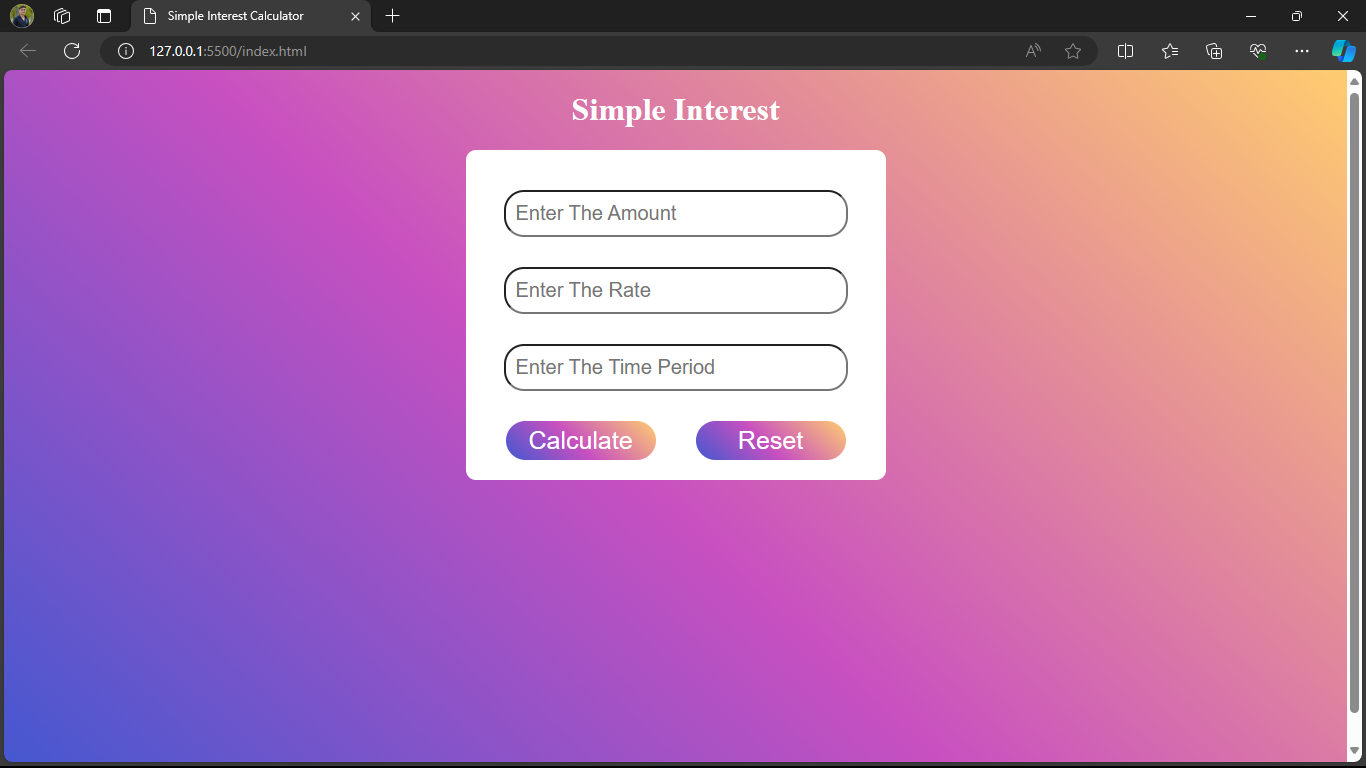 Simple Interest Calculator
127.0.0.1:5500/index.html
Simple Interest
Enter The Amount
Enter The Rate
Enter The Time Period
Calculate Reset